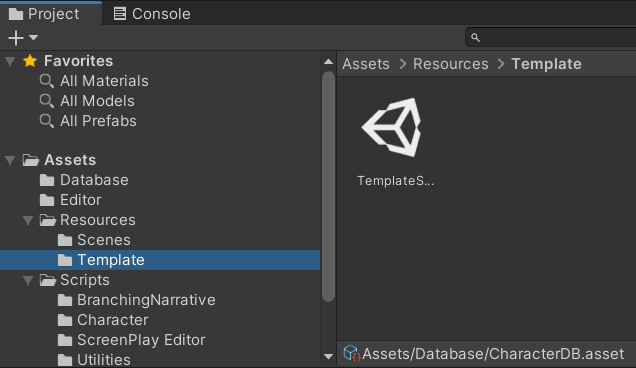 Project
Console
Favorites
All Materials
All Models
All Prefabs
Assets
Database
Editor
Resources
Scenes
Template
Scripts
BranchingNarrative
Character
ScreenPlay Editor
Utilities
Assets > Resources > Template
TemplateS...
Assets/Database/CharacterDB.asset